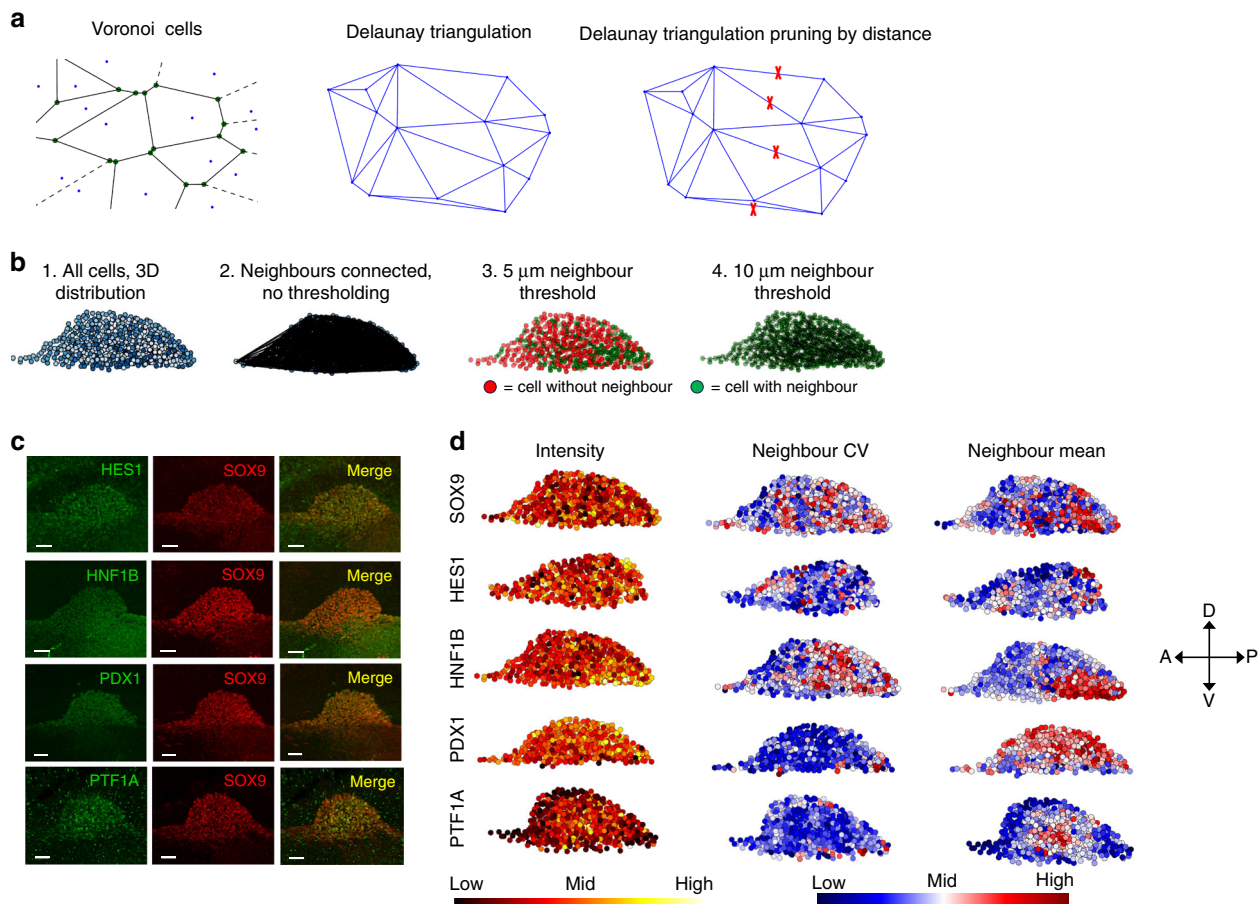 a
Voronoi cells
Delaunay triangulation
Delaunay triangulation pruning by distance
b
1. All cells, 3D
distribution
2. Neighbours connected,
no thresholding
3. 5 μm neighbour
threshold
4. 10 μm neighbour
threshold
= cell without neighbour
= cell with neighbour
c
HES1
SOX9
Merge
HNF1B
SOX9
Merge
PDX1
SOX9
Merge
PTF1A
SOX9
Merge
d
Intensity
Neighbour CV
Neighbour mean
SOX9
HES1
HNF1B
PDX1
PTF1A
D
A
P
V
Low
Mid
High
Low
Mid
High